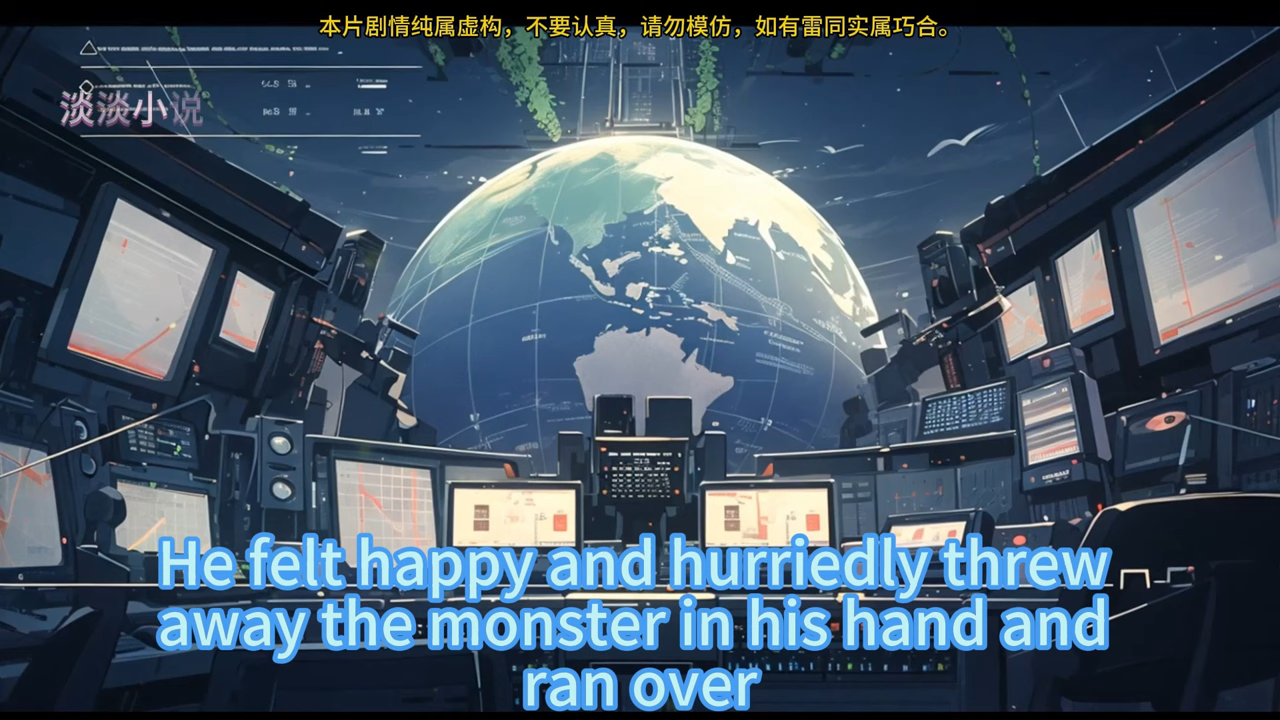 本片剧情纯属虚构，不要认真，请勿模仿，如有雷同实属巧合。
淡淡小说
He felt happy and hurriedly threw
away the monster in his hand and
ran over